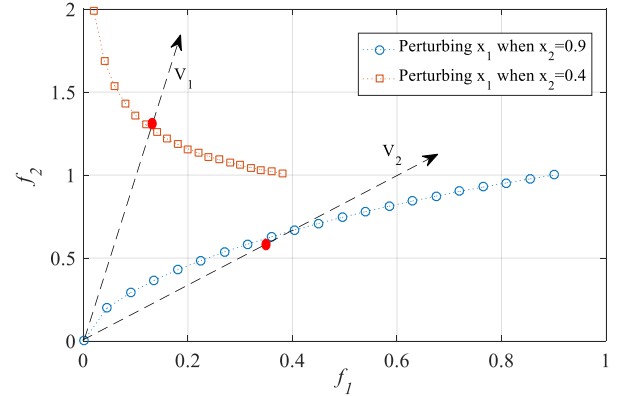 2
1.5
1
0.5
0
f2
V1
V2
Perturbing x1 when x2=0.9
Perturbing x1 when x2=0.4
0 0.2 0.4 0.6 0.8 1
f1